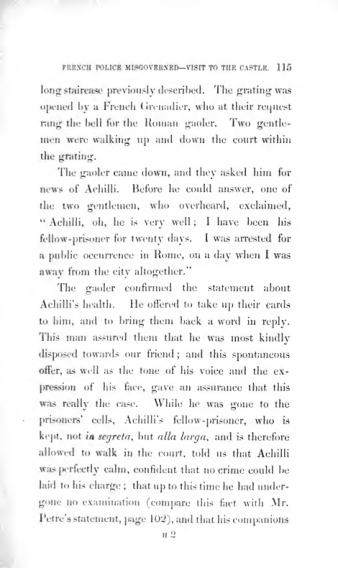 FRENCH POLICE MISGOVERNED—VISIT TO THE CASTLE. 115
long staircase previously described. The grating was
opened by a French Grenadier, who at their request
rang the bell for the Roman gaoler. Two gentle-
men were walking up and down the court within
the grating.
The gaoler came down, and they asked him for
news of Achilli. Before he could answer, one of
the two gentlemen, who overheard, exclaimed,
“Achilli, oh, he is very well; I have been his
fellow-prisoner for twenty days. I was arrested for
a public occurrence in Rome, on a day when I was
away from the city altogether.”
The gaoler confirmed the statement about
Achilli's health. He offered to take up their cards
to him, and to bring them back a word in reply.
This man assured them that he was most kindly
disposed towards our friend; and this spontaneous
offer, as well as the tone of his voice and the ex-
pression of his face, gave an assurance that this
was really the case. While he was gone to the
prisoners' cells, Achilli's fellow-prisoner, who is
kept, not in segreta, but alla larga, and is therefore
allowed to walk in the court, told us that Achilli
was perfectly calm, confident that no crime could be
laid to his charge; that up to this time he had under-
gone no examination (compare this fact with Mr.
Petre's statement, page 102), and that his companions
H 2